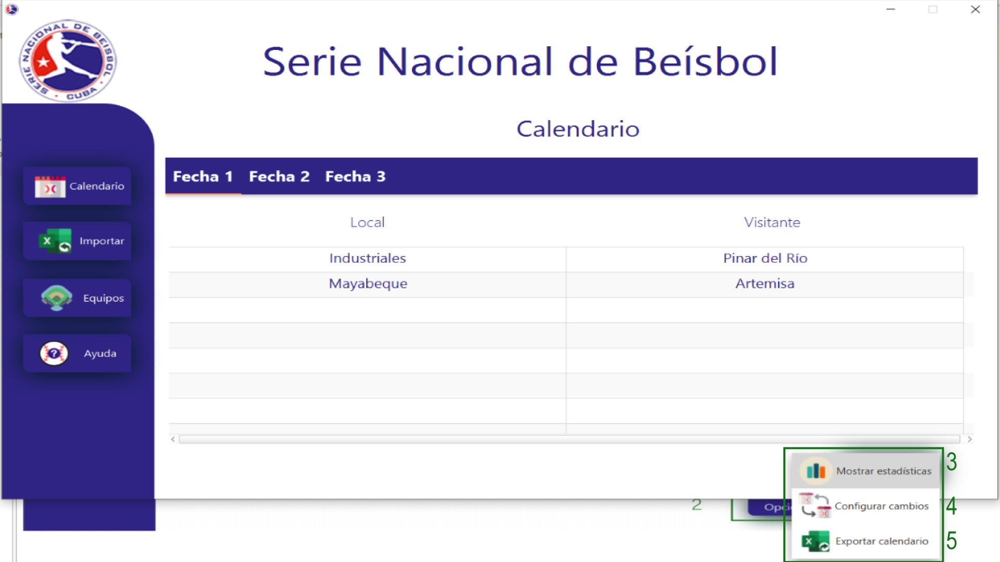 SERIE NACIONAL DE BEISBOL
CUBA
Serie Nacional de Beísbol
Calendario
Calendario
Importar
Equipos
Ayuda
Fecha 1 Fecha 2 Fecha 3
Local Visitante
Industriales Pinar del Río
Mayabeque Artemisa
3
Mostrar estadísticas
2
4
Configurar cambios
5
Exportar calendario